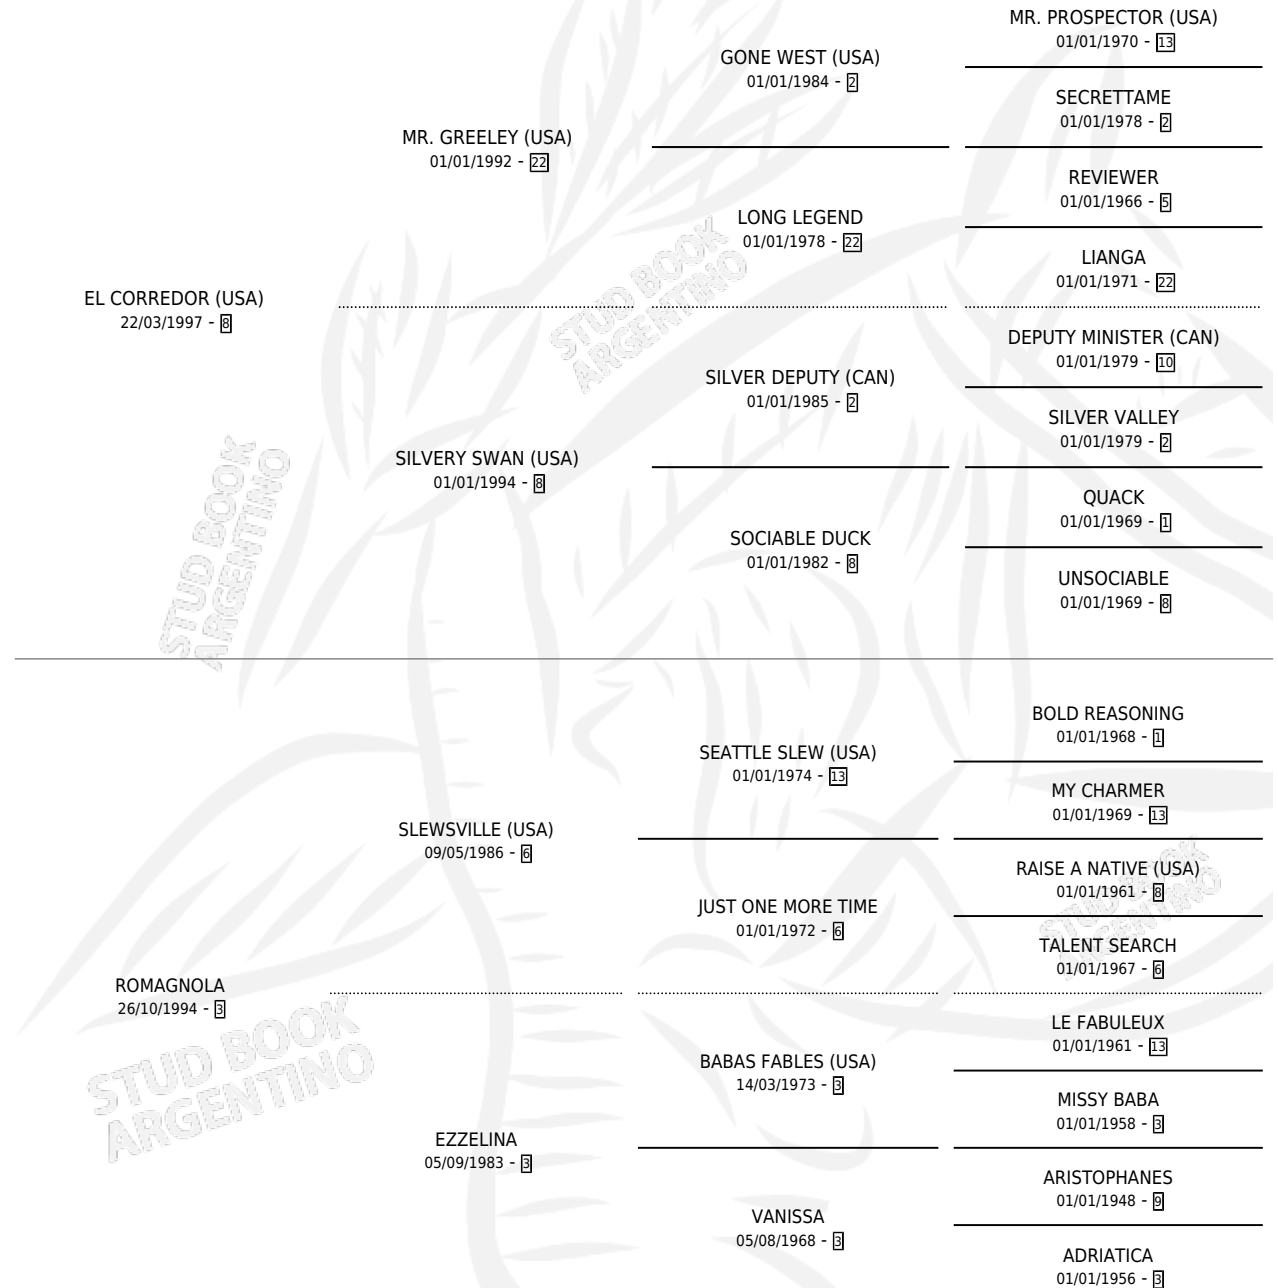 MR. PROSPECTOR (USA)
01/01/1970 - 13
GONE WEST (USA)
01/01/1984 - 2
SECRETTAME
01/01/1978 - 2
MR. GREELEY (USA)
01/01/1992 - 22
REVIEWER
01/01/1966 - 5
LONG LEGEND
01/01/1978 - 22
LIANGA
01/01/1971 - 22
EL CORREDOR (USA)
22/03/1997 - 8
DEPUTY MINISTER (CAN)
01/01/1979 - 10
SILVER DEPUTY (CAN)
01/01/1985 - 2
SILVER VALLEY
01/01/1979 - 2
SILVERY SWAN (USA)
01/01/1994 - 8
QUACK
01/01/1969 - 1
SOCIABLE DUCK
01/01/1982 - 8
UNSOCIABLE
01/01/1969 - 8
BOLD REASONING
01/01/1968 - 1
SEATTLE SLEW (USA)
01/01/1974 - 13
MY CHARMER
01/01/1969 - 13
SLEWSVILLE (USA)
09/05/1986 - 6
RAISE A NATIVE (USA)
01/01/1961 - 8
JUST ONE MORE TIME
01/01/1972 - 6
TALENT SEARCH
01/01/1967 - 6
ROMAGNOLA
26/10/1994 - 3
LE FABULEUX
01/01/1961 - 13
BABAS FABLES (USA)
14/03/1973 - 3
MISSY BABA
01/01/1958 - 3
EZZELINA
05/09/1983 - 3
ARISTOPHANES
01/01/1948 - 9
VANISSA
05/08/1968 - 3
ADRIATICA
01/01/1956 - 3
STUD BOOK
ARGENTINO
STUD BOOK
ARGENTINO
STUD BOOK
ARGENTINO
STUD BOOK
ARGENTINO